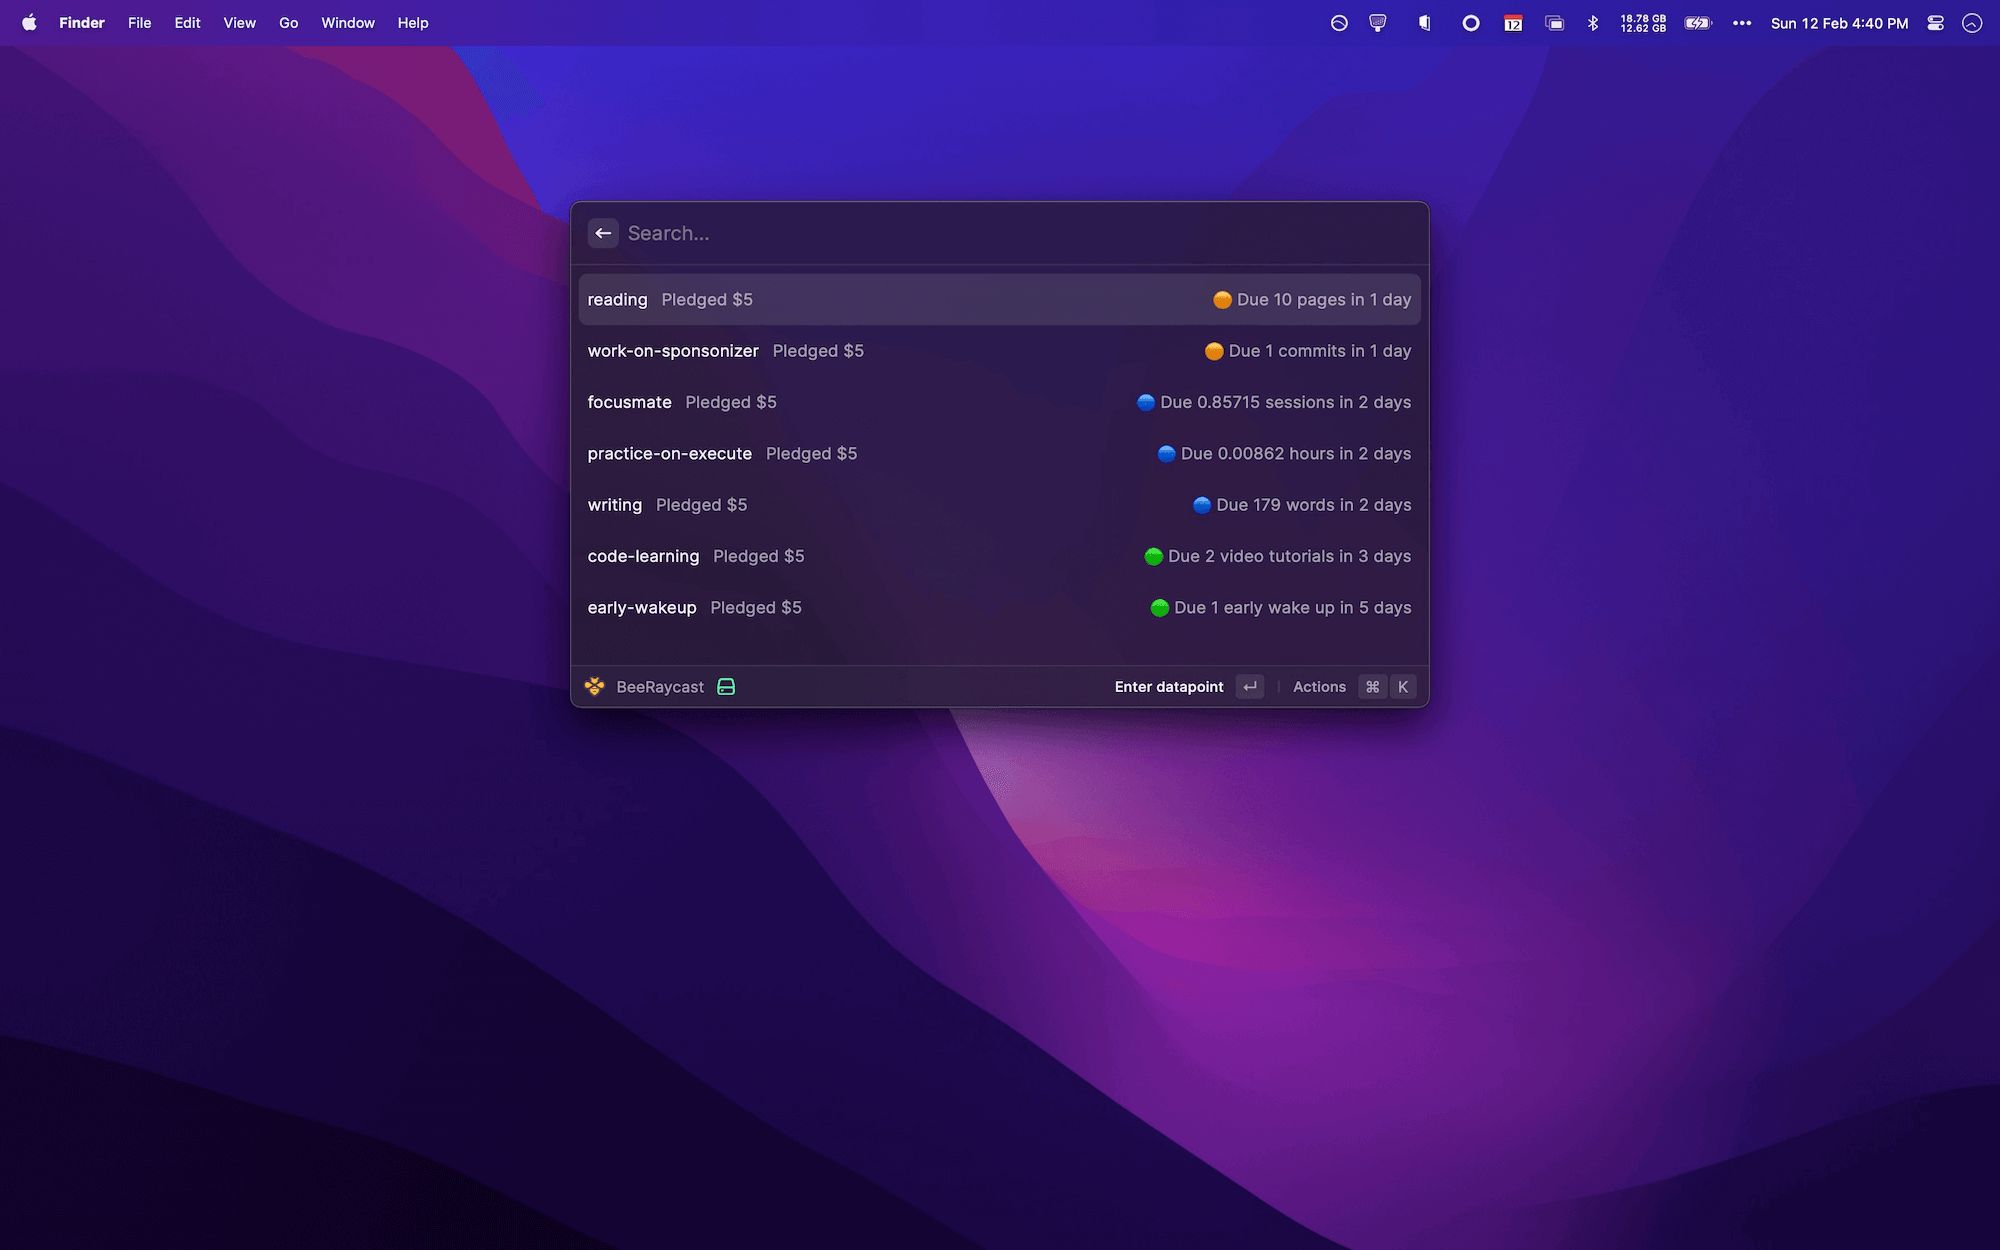 Finder File Edit View Go Window Help 12 18.78 GB Sun 12 Feb 4:40 PM
12.62 GB
Search...
reading Pledged $5 Due 10 pages in 1 day
work-on-sponsonizer Pledged $5 Due 1 commits in 1 day
focusmate Pledged $5 Due 0.85715 sessions in 2 days
practice-on-execute Pledged $5 Due 0.00862 hours in 2 days
writing Pledged $5 Due 179 words in 2 days
code-learning Pledged $5 Due 2 video tutorials in 3 days
early-wakeup Pledged $5 Due 1 early wake up in 5 days
BeeRaycast Enter datapoint ↵ Actions ⌘ K